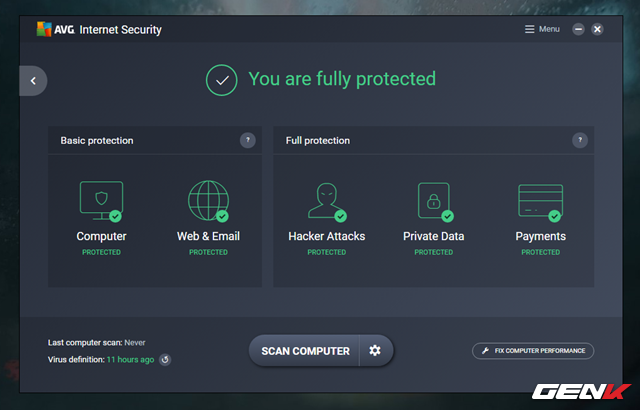 AVG Internet Security
Menu
You are fully protected
Basic protection ?
Full protection ?
Computer
PROTECTED
Web & Email
PROTECTED
Hacker Attacks
PROTECTED
Private Data
PROTECTED
Payments
PROTECTED
Last computer scan: Never
Virus definition: 11 hours ago
SCAN COMPUTER
FIX COMPUTER PERFORMANCE
GENK